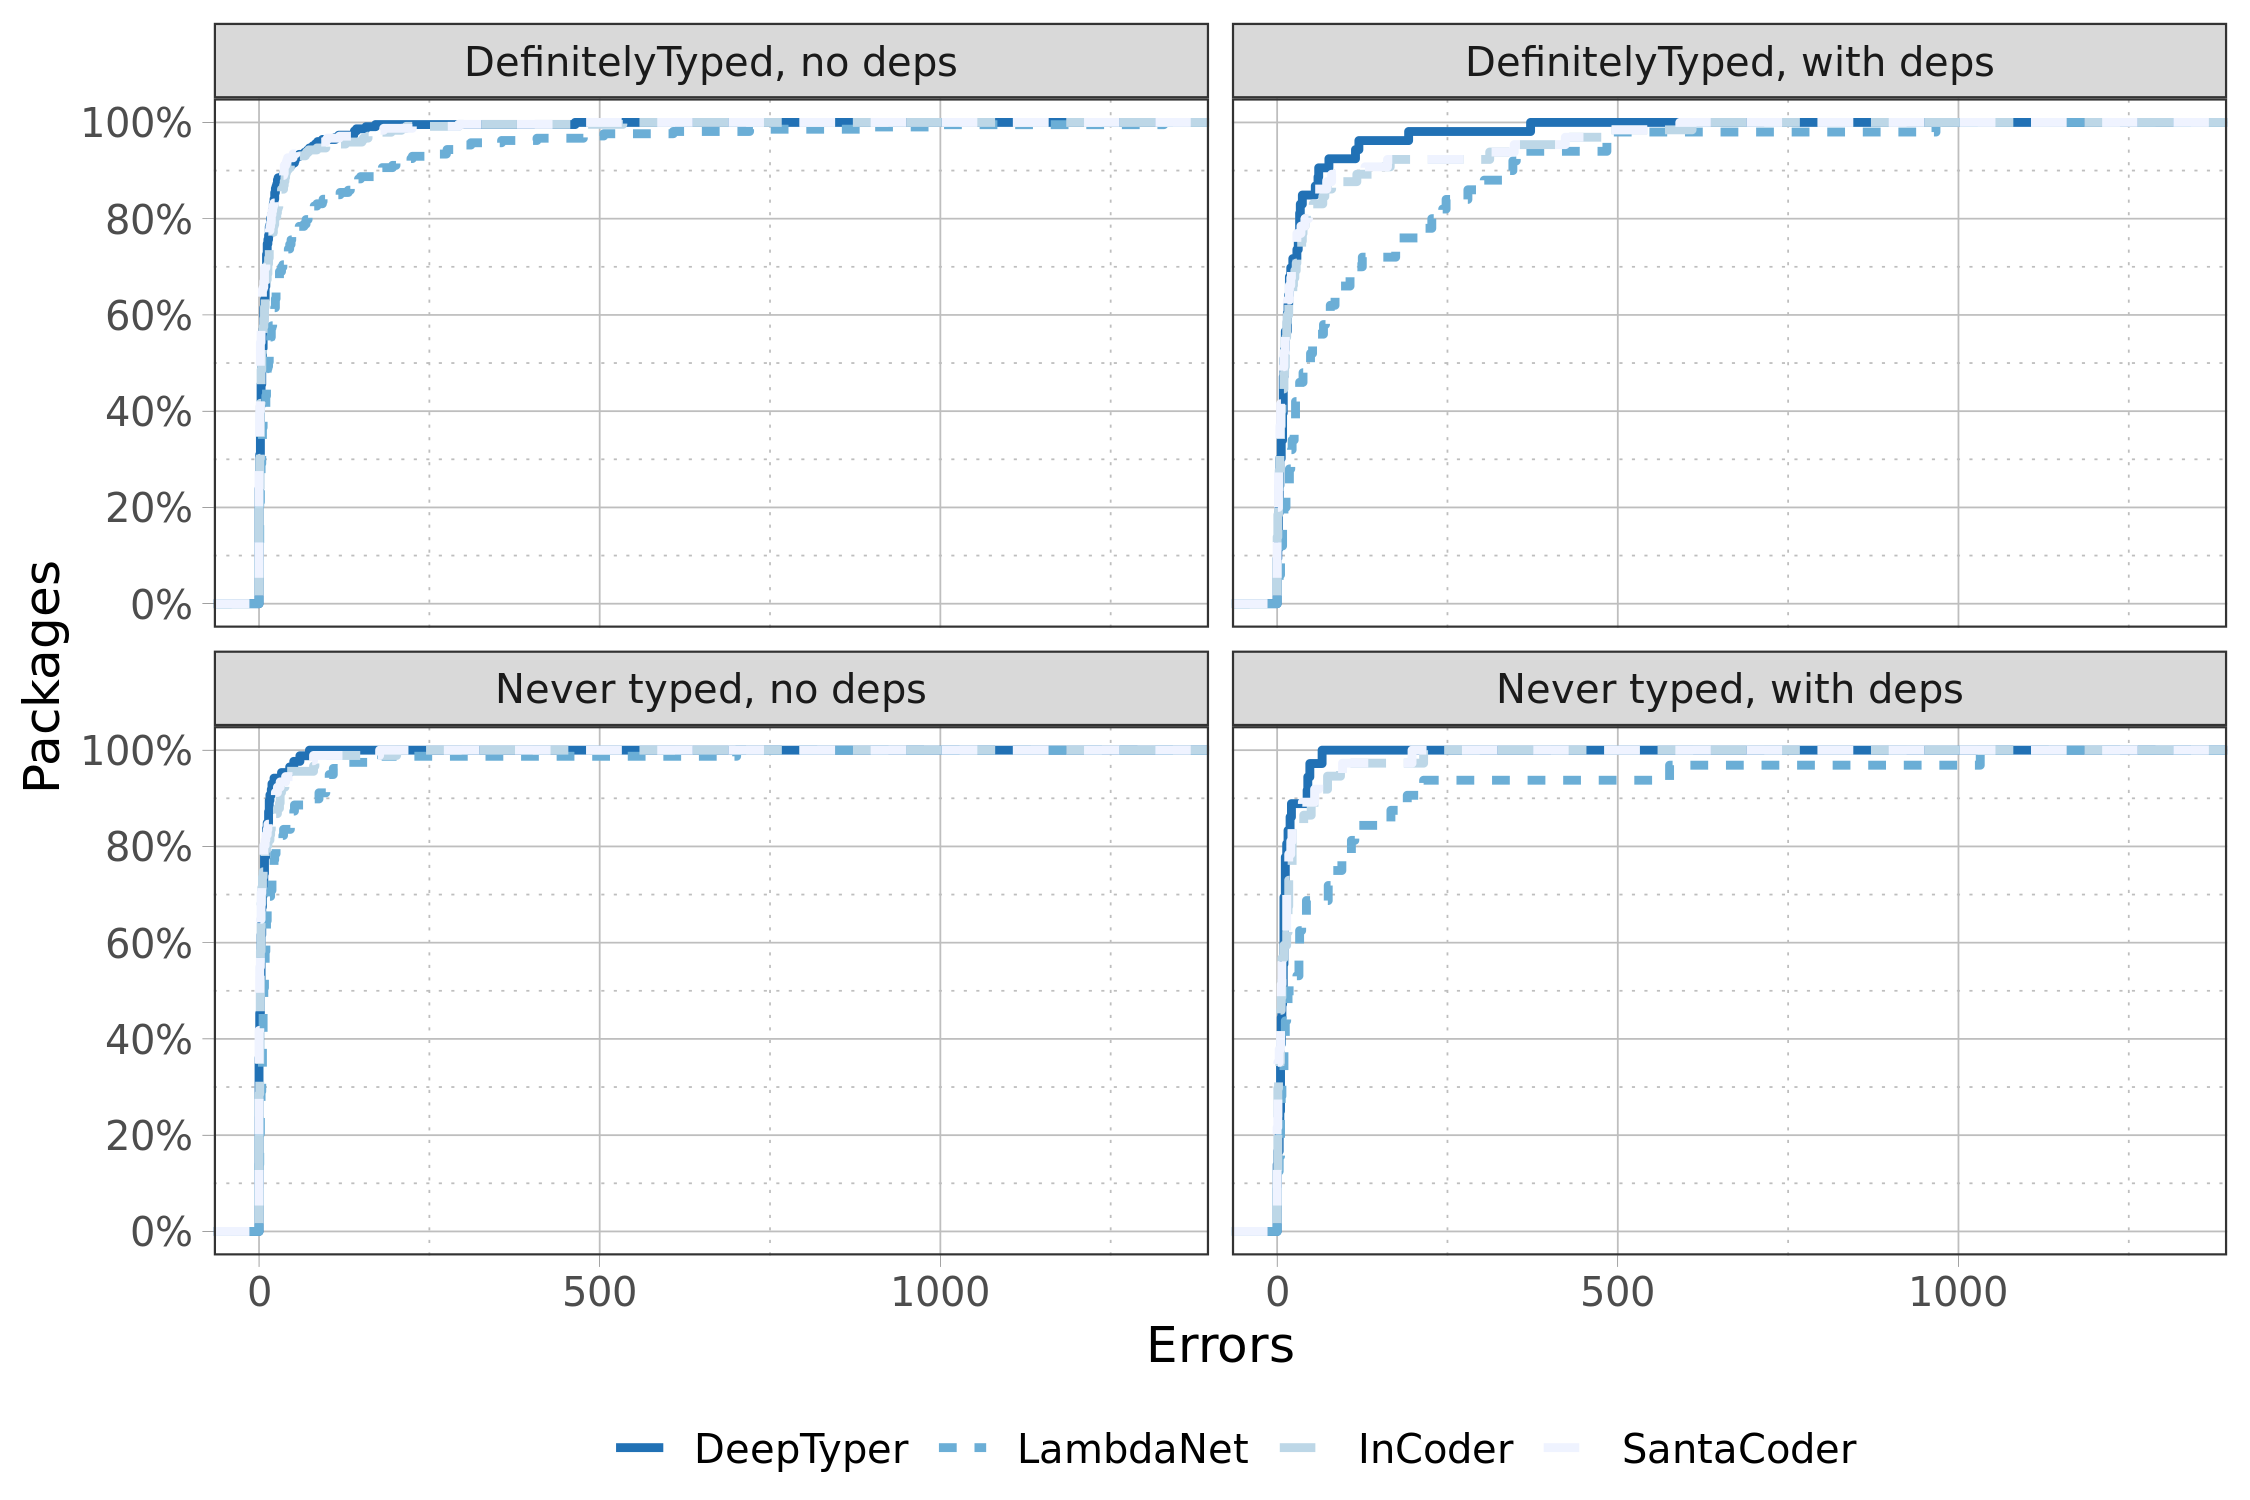 DefinitelyTyped, no deps
DefinitelyTyped, with deps
100%
80%
60%
40%
20%
0%
Never typed, no deps
Never typed, with deps
100%
80%
60%
40%
20%
0%
Packages
0 500 1000
0 500 1000
Errors
DeepTyper LambdaNet InCoder SantaCoder